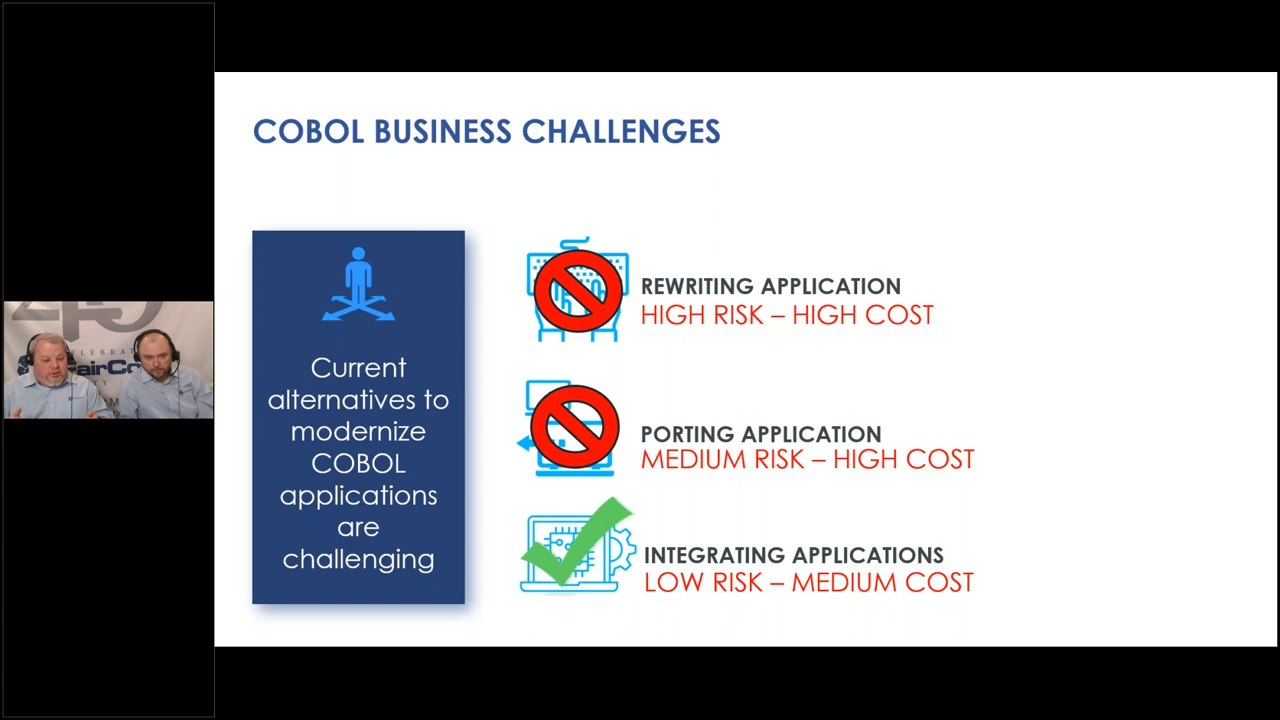 COBOL BUSINESS CHALLENGES
Current
alternatives to
modernize
COBOL
applications
are
challenging
REWRITING APPLICATION
HIGH RISK – HIGH COST
PORTING APPLICATION
MEDIUM RISK – HIGH COST
INTEGRATING APPLICATIONS
LOW RISK – MEDIUM COST